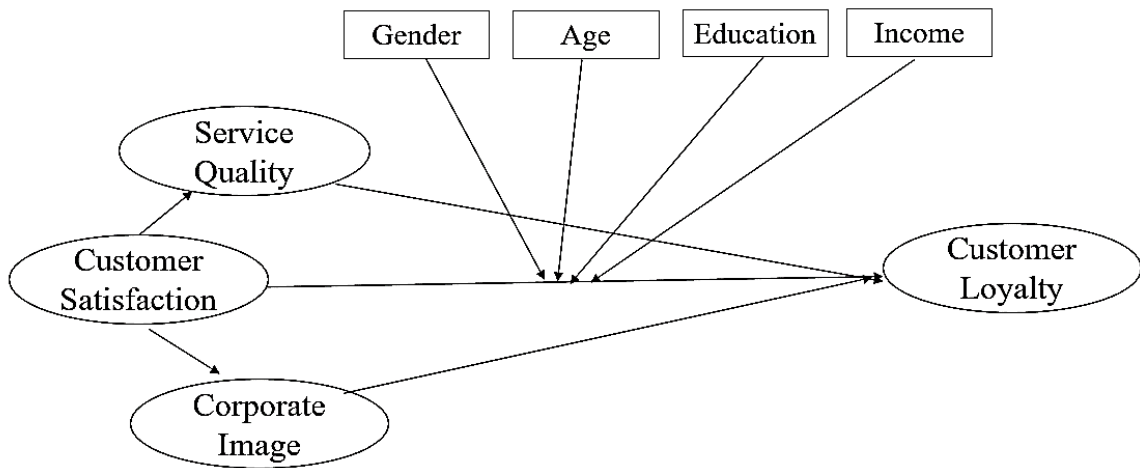 Gender
Age
Education
Income
Service
Quality
Customer
Satisfaction
Customer
Loyalty
Corporate
Image